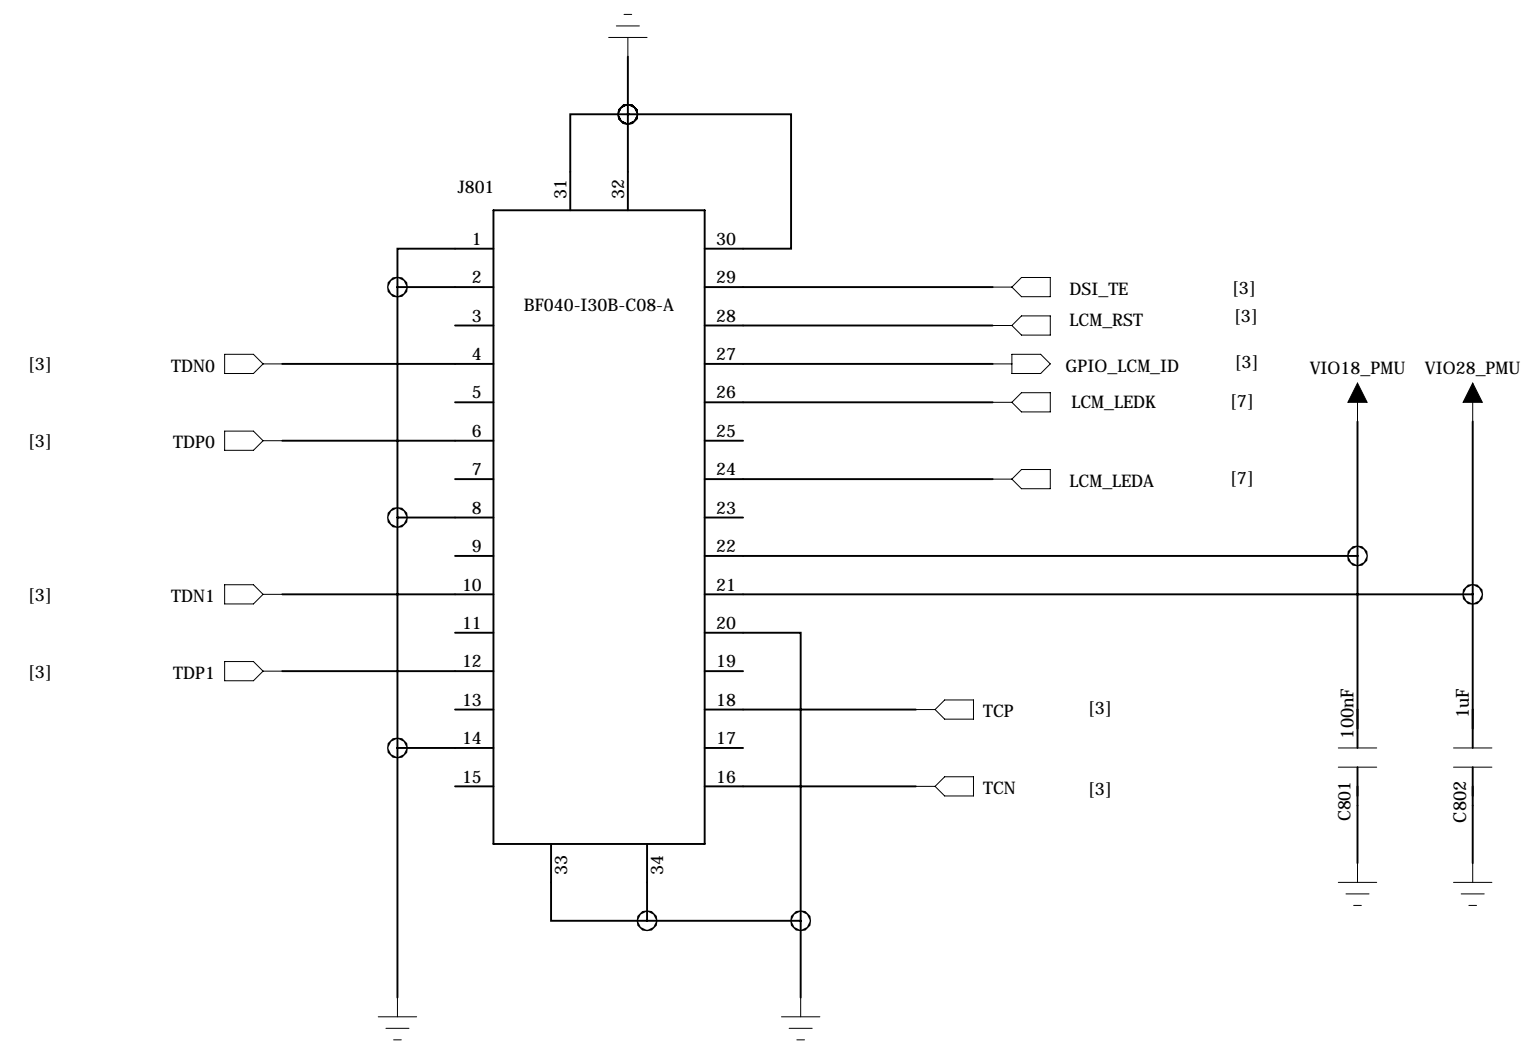 J801
31
32
1
30
2
29
DSI_TE
[3]
BF040-I30B-C08-A
3
28
LCM_RST
[3]
[3]
TDN0
4
27
GPIO_LCM_ID
[3]
VIO18_PMU
VIO28_PMU
5
26
LCM_LEDK
[7]
[3]
TDP0
6
25
7
24
LCM_LEDA
[7]
8
23
9
22
[3]
TDN1
10
21
11
20
[3]
TDP1
12
19
13
18
TCP
[3]
100nF
1uF
14
17
15
16
TCN
[3]
C801
C802
33
34